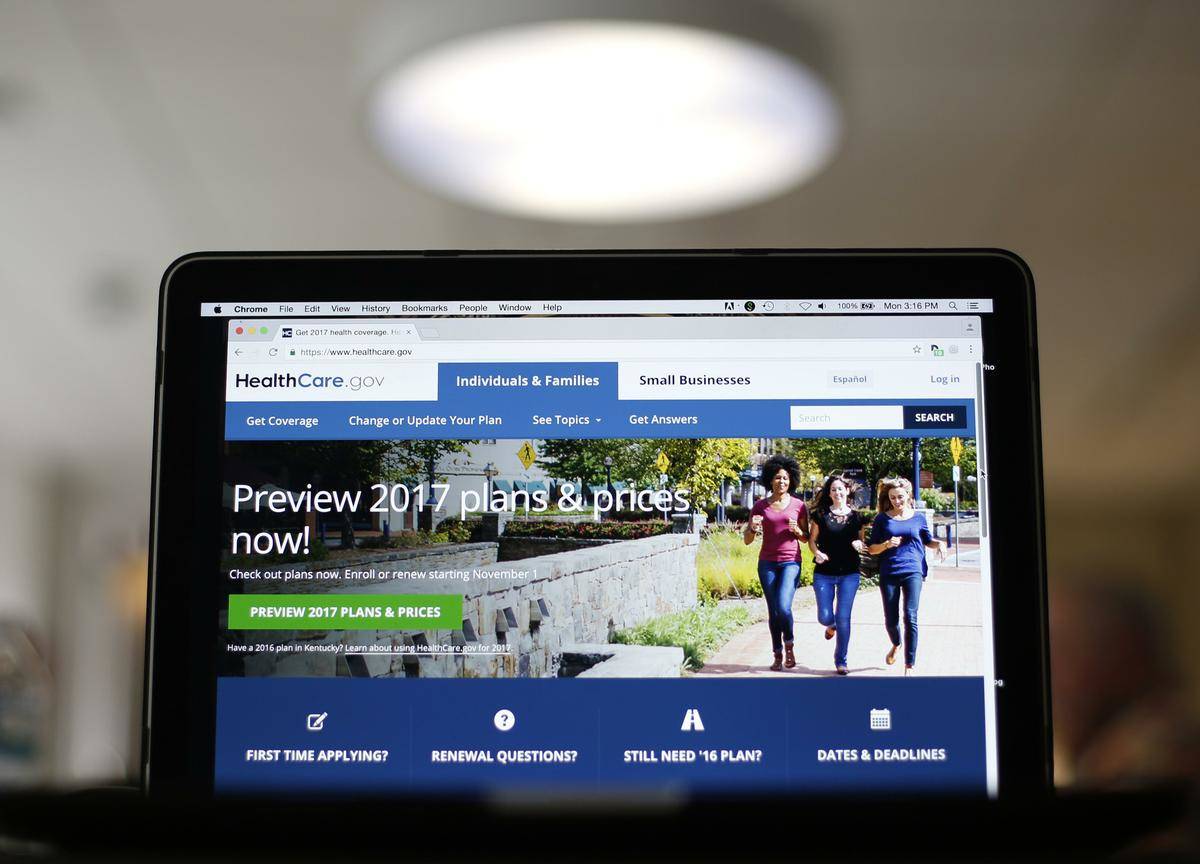 Chrome File Edit View History Bookmarks People Window Help 100% Mon 3:16 PM
Get 2017 health coverage.
https://www.healthcare.gov
HealthCare.gov Individuals & Families Small Businesses Español Log in
Get Coverage Change or Update Your Plan See Topics Get Answers Search SEARCH
Preview 2017 plans & prices
now!
Check out plans now. Enroll or renew starting November 1
PREVIEW 2017 PLANS & PRICES
Have a 2016 plan in Kentucky? Learn about using HealthCare.gov for 2017.
FIRST TIME APPLYING? RENEWAL QUESTIONS? STILL NEED '16 PLAN? DATES & DEADLINES